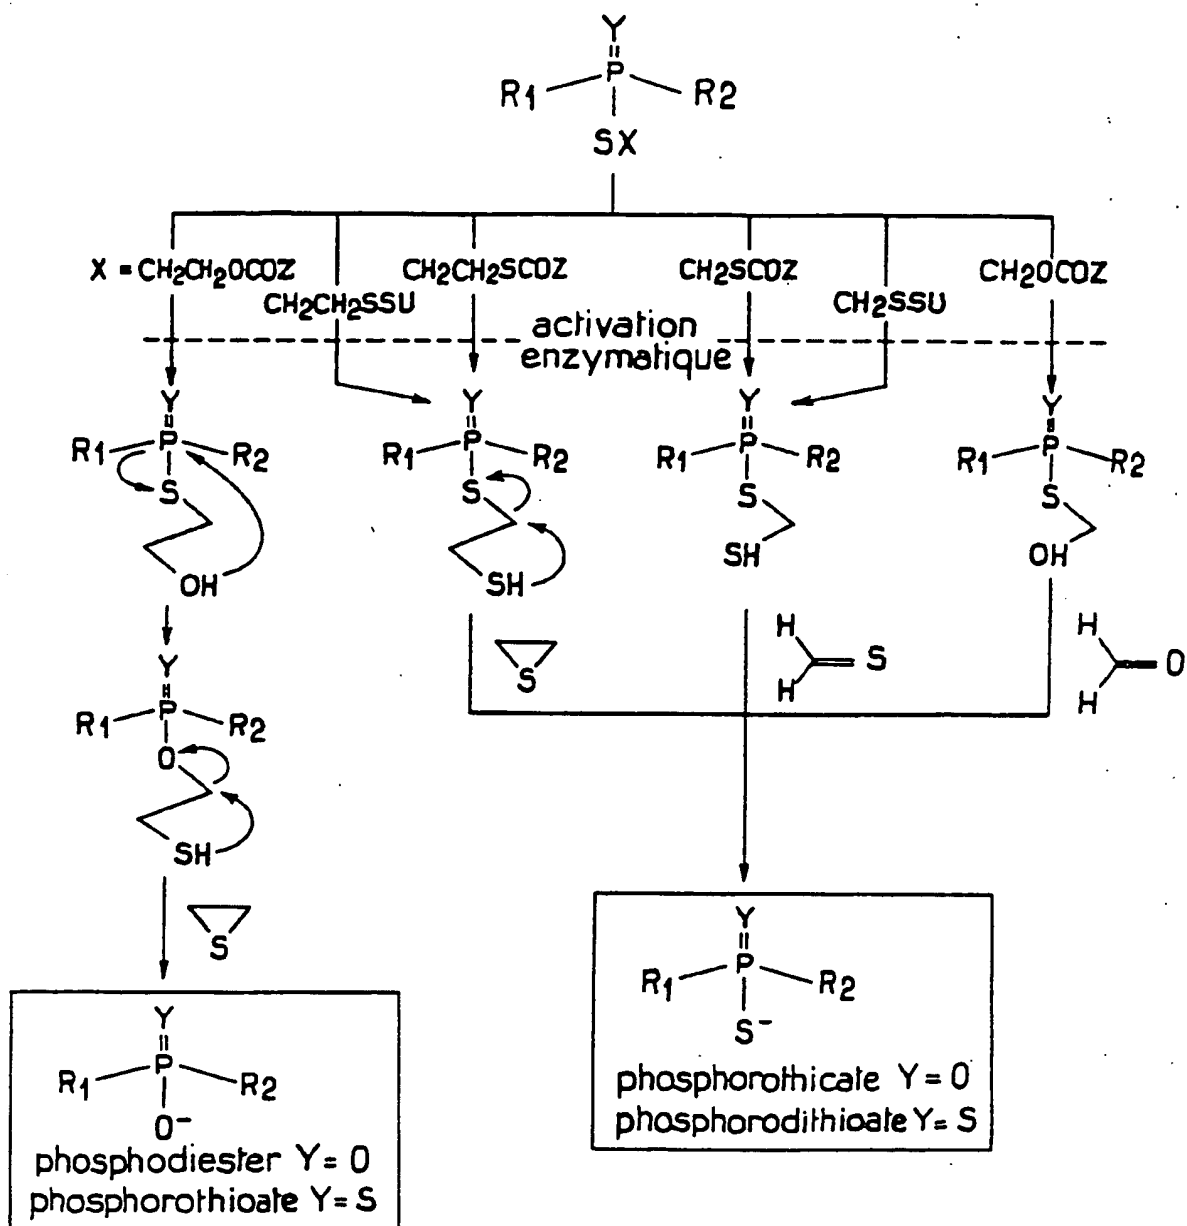 Y
P
R1 R2
SX
X = CH2CH2OCOZ CH2CH2SCOZ CH2SCOZ CH2OCOZ
CH2CH2SSU CH2SSU
activation
enzymatique
Y Y Y Y
P P P P
R1 R2 R1 R2 R1 R2 R1 R2
S S S S
SH OH
OH SH
H H
S S O
H H
Y
P
R1 R2
O
SH
S
Y
P
R1 R2
S-
phosphorothicate Y = O
phosphorodithioate Y = S
Y
P
R1 R2
O-
phosphodiester Y = O
phosphorothioate Y = S